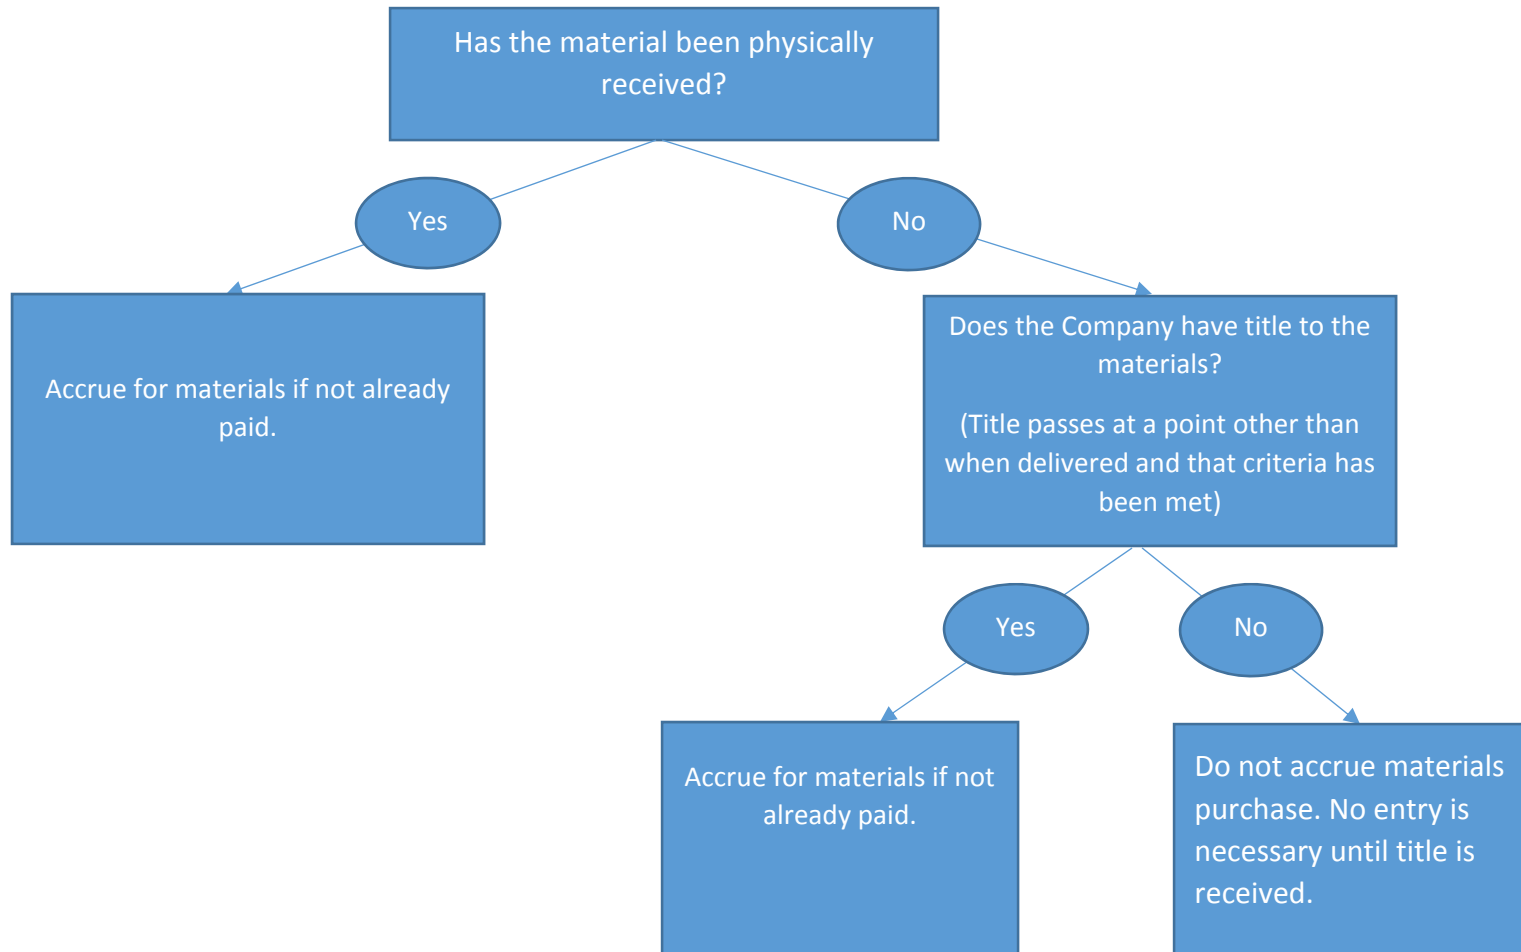 Has the material been physically
received?
Yes
No
Accrue for materials if not already
paid.
Does the Company have title to the
materials?
(Title passes at a point other than
when delivered and that criteria has
been met)
Yes
No
Accrue for materials if not
already paid.
Do not accrue materials
purchase. No entry is
necessary until title is
received.